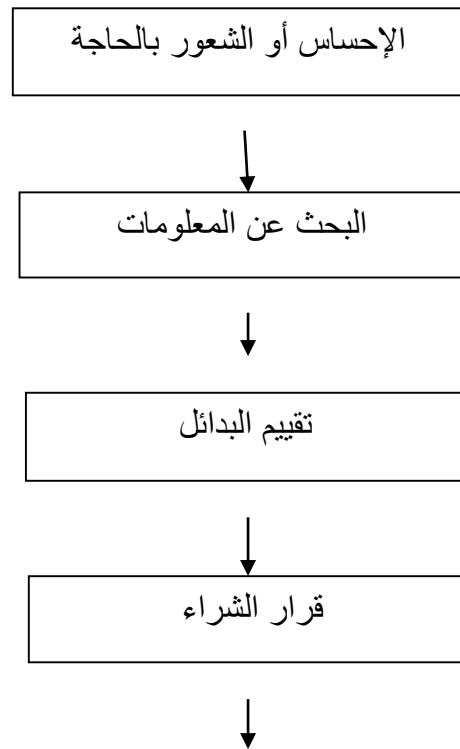 الإحساس أو الشعور بالحاجة
البحث عن المعلومات
تقييم البدائل
قرار الشراء